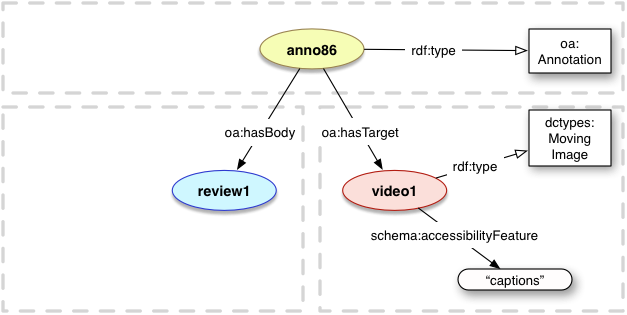 anno86
rdf:type
oa:
Annotation
oa:hasBody
oa:hasTarget
dctypes:
Moving
Image
rdf:type
review1
video1
schema:accessibilityFeature
“captions”